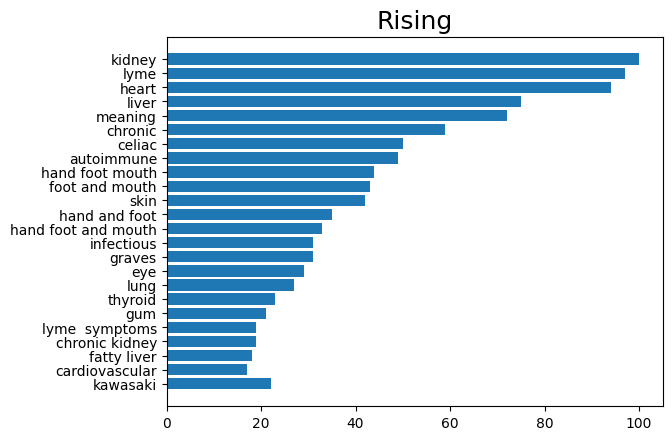 Rising
kidney
lyme
heart
liver
meaning
chronic
celiac
autoimmune
hand foot mouth
foot and mouth
skin
hand and foot
hand foot and mouth
infectious
graves
eye
lung
thyroid
gum
lyme  symptoms
chronic kidney
fatty liver
cardiovascular
kawasaki
0 20 40 60 80 100